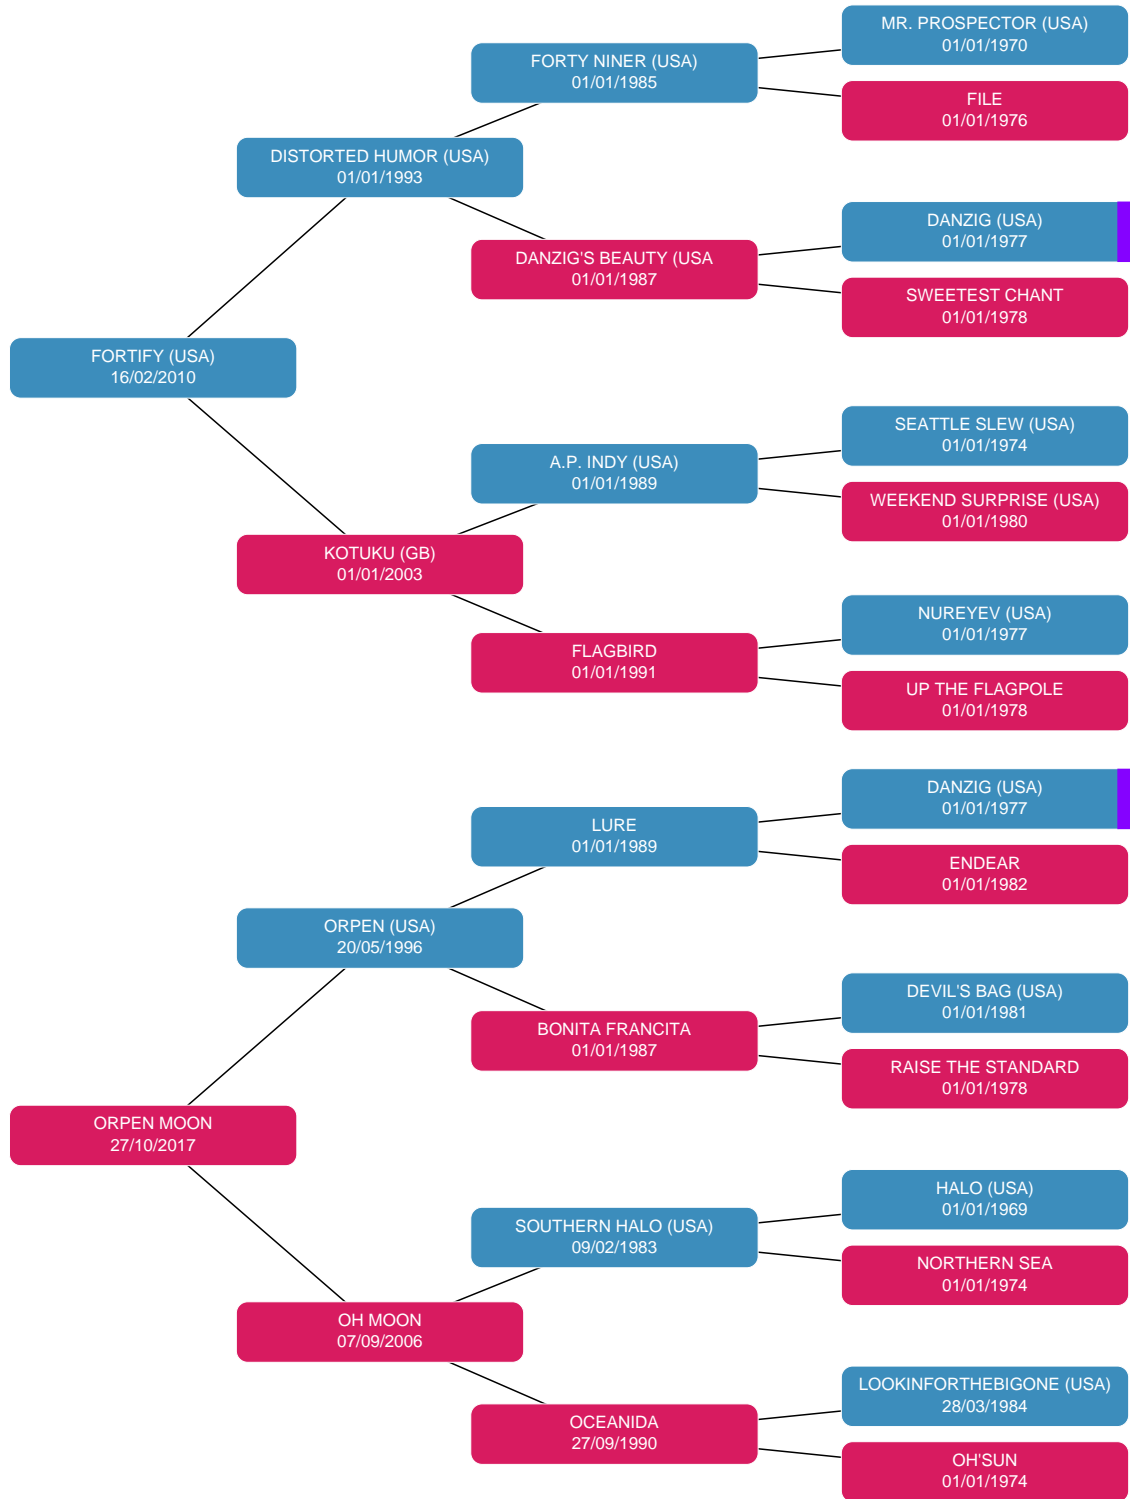 MR. PROSPECTOR (USA)
01/01/1970
FORTY NINER (USA)
01/01/1985
FILE
01/01/1976
DISTORTED HUMOR (USA)
01/01/1993
DANZIG (USA)
01/01/1977
DANZIG'S BEAUTY (USA
01/01/1987
SWEETEST CHANT
01/01/1978
FORTIFY (USA)
16/02/2010
SEATTLE SLEW (USA)
01/01/1974
A.P. INDY (USA)
01/01/1989
WEEKEND SURPRISE (USA)
01/01/1980
KOTUKU (GB)
01/01/2003
NUREYEV (USA)
01/01/1977
FLAGBIRD
01/01/1991
UP THE FLAGPOLE
01/01/1978
DANZIG (USA)
01/01/1977
LURE
01/01/1989
ENDEAR
01/01/1982
ORPEN (USA)
20/05/1996
DEVIL'S BAG (USA)
01/01/1981
BONITA FRANCITA
01/01/1987
RAISE THE STANDARD
01/01/1978
ORPEN MOON
27/10/2017
HALO (USA)
01/01/1969
SOUTHERN HALO (USA)
09/02/1983
NORTHERN SEA
01/01/1974
OH MOON
07/09/2006
LOOKINFORTHEBIGONE (USA)
28/03/1984
OCEANIDA
27/09/1990
OH'SUN
01/01/1974